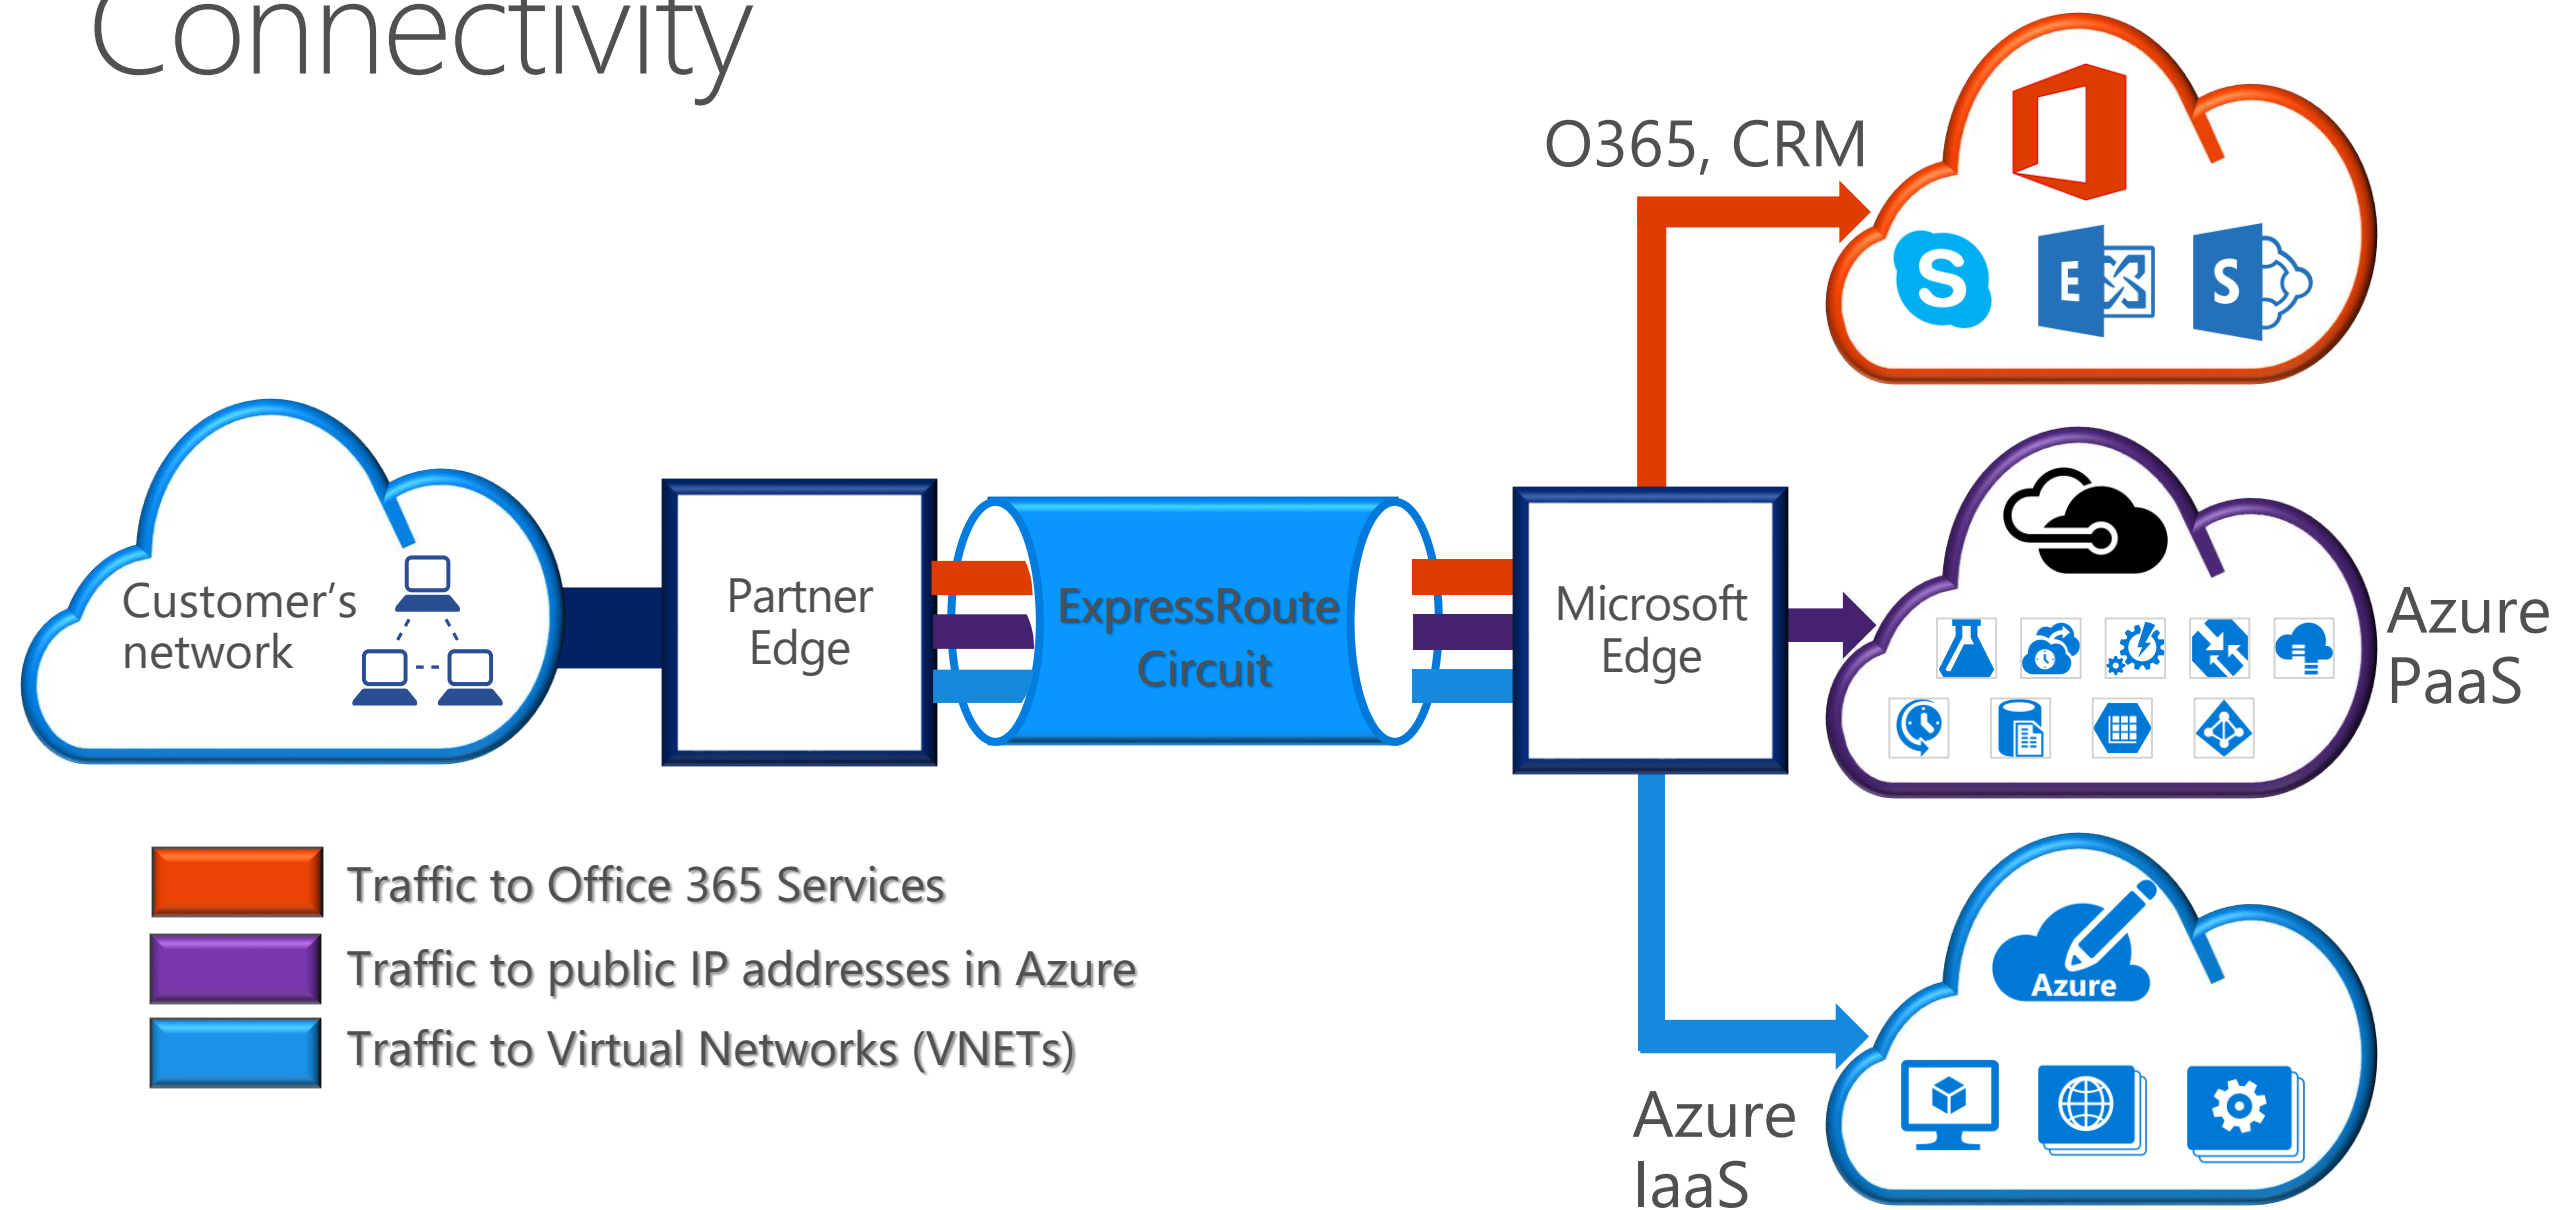 Connectivity
O365, CRM
S
E
S
Customer's
network
Partner
Edge
ExpressRoute
Circuit
Microsoft
Edge
Azure
PaaS
Traffic to Office 365 Services
Traffic to public IP addresses in Azure
Traffic to Virtual Networks (VNETs)
Azure
Azure
IaaS